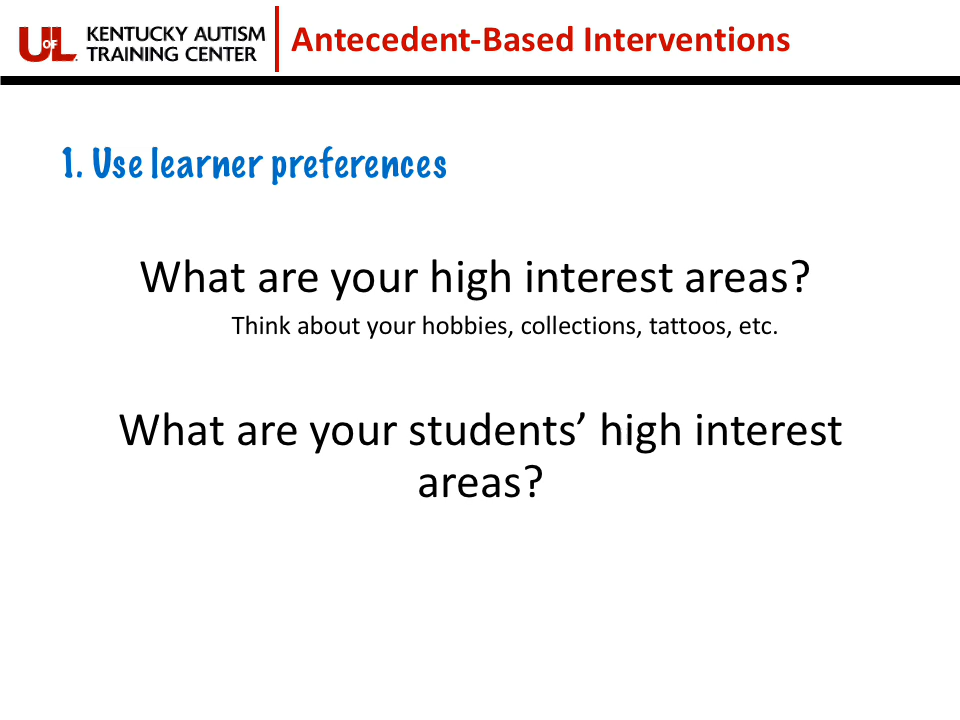 UofL KENTUCKY AUTISM
TRAINING CENTER
Antecedent-Based Interventions
1. Use learner preferences
What are your high interest areas?
Think about your hobbies, collections, tattoos, etc.
What are your students’ high interest
areas?